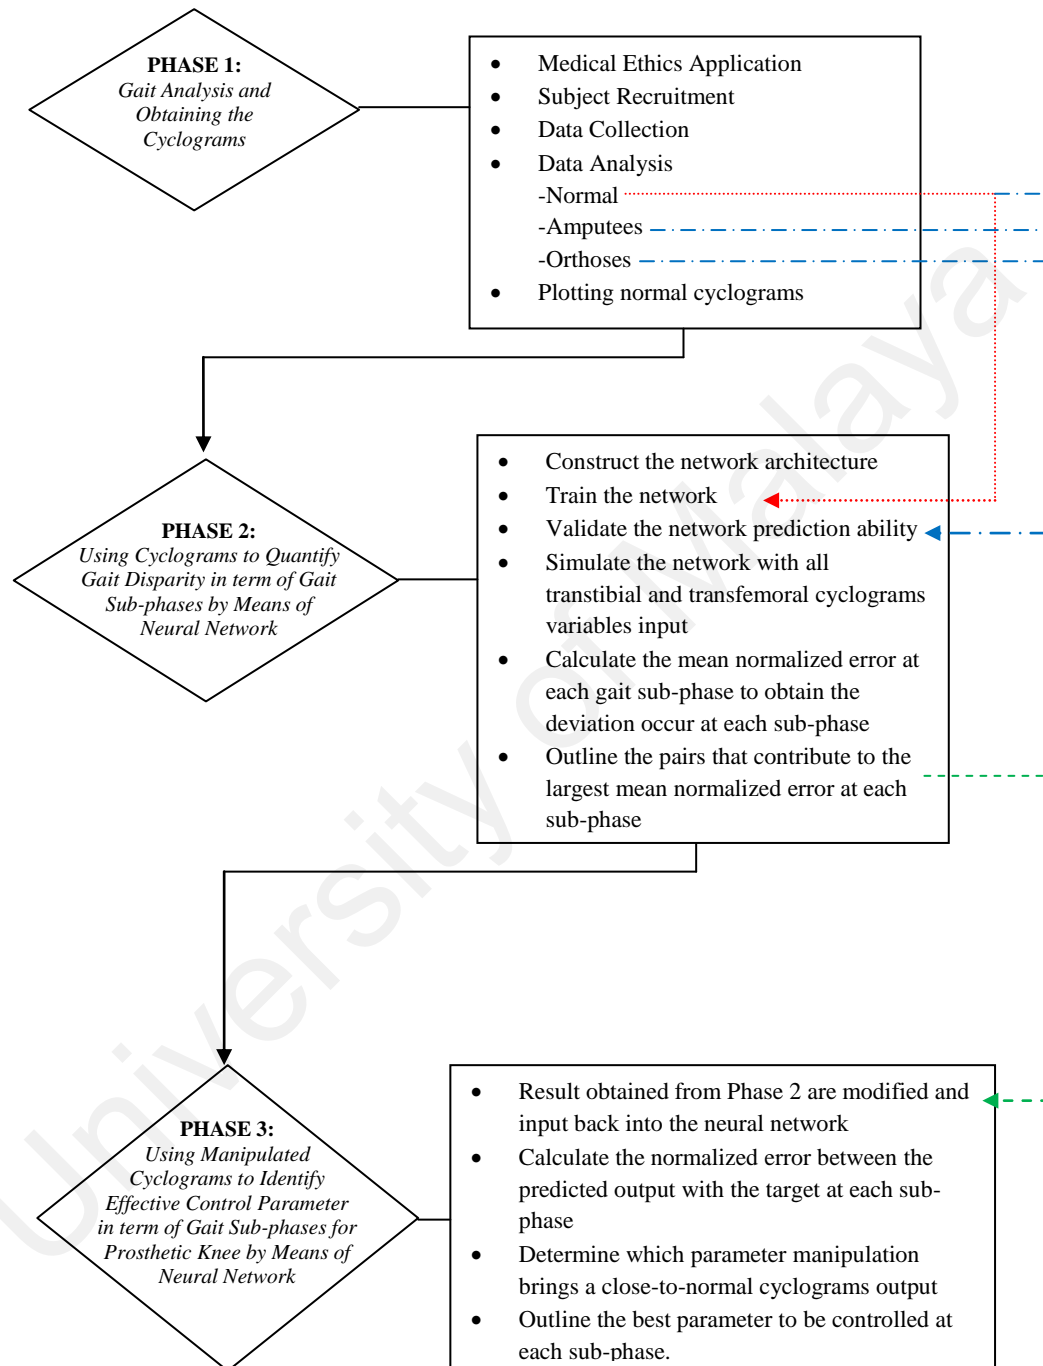 PHASE 1:
Gait Analysis and
Obtaining the
Cyclograms
• Medical Ethics Application
• Subject Recruitment
• Data Collection
• Data Analysis
-Normal
-Amputees
-Orthoses
• Plotting normal cyclograms
PHASE 2:
Using Cyclograms to Quantify
Gait Disparity in term of Gait
Sub-phases by Means of
Neural Network
• Construct the network architecture
• Train the network
• Validate the network prediction ability
• Simulate the network with all
transtibial and transfemoral cyclograms
variables input
• Calculate the mean normalized error at
each gait sub-phase to obtain the
deviation occur at each sub-phase
• Outline the pairs that contribute to the
largest mean normalized error at each
sub-phase
PHASE 3:
Using Manipulated
Cyclograms to Identify
Effective Control Parameter
in term of Gait Sub-phases for
Prosthetic Knee by Means of
Neural Network
• Result obtained from Phase 2 are modified and
input back into the neural network
• Calculate the normalized error between the
predicted output with the target at each sub-
phase
• Determine which parameter manipulation
brings a close-to-normal cyclograms output
• Outline the best parameter to be controlled at
each sub-phase.
University of Malaya